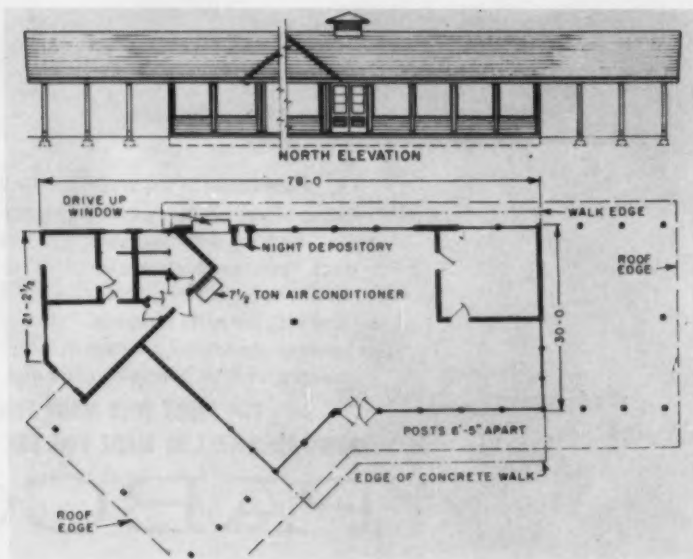 NORTH ELEVATION
78-0
DRIVE UP
WINDOW
WALK EDGE
NIGHT DEPOSITORY
ROOF
EDGE
21-2½
7½ TON AIR CONDITIONER
30-0
POSTS 6'-5" APART
EDGE OF CONCRETE WALK
ROOF
EDGE